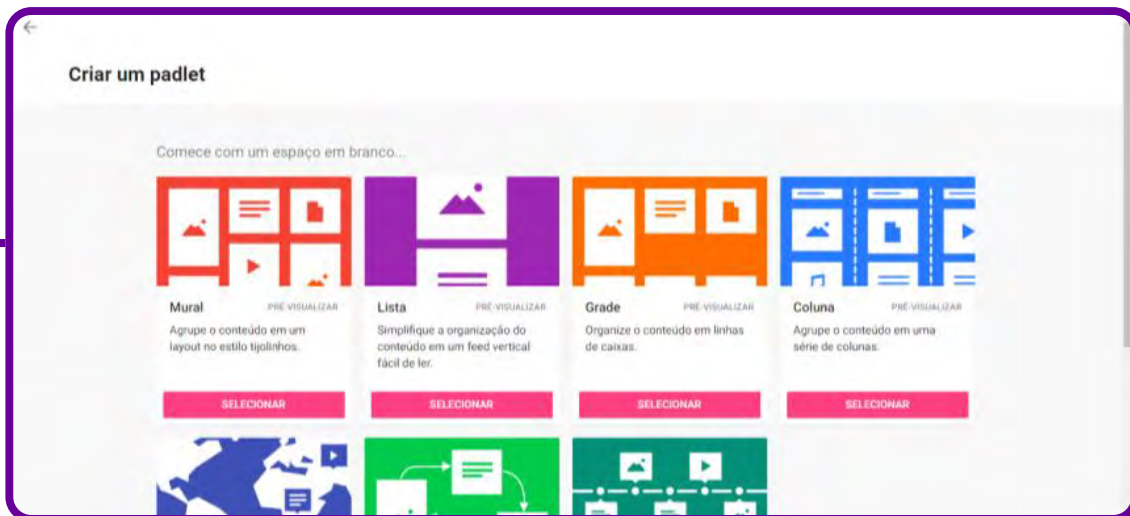 Criar um padlet
Comece com um espaço em branco...
Mural PRÉ-VISUALIZAR
Agrupe o conteúdo em um
layout no estilo tijolinhos.
SELECIONAR
Lista PRÉ-VISUALIZAR
Simplifique a organização do
conteúdo em um feed vertical
fácil de ler.
SELECIONAR
Grade PRÉ-VISUALIZAR
Organize o conteúdo em linhas
de caixas.
SELECIONAR
Coluna PRÉ-VISUALIZAR
Agrupe o conteúdo em uma
série de colunas.
SELECIONAR